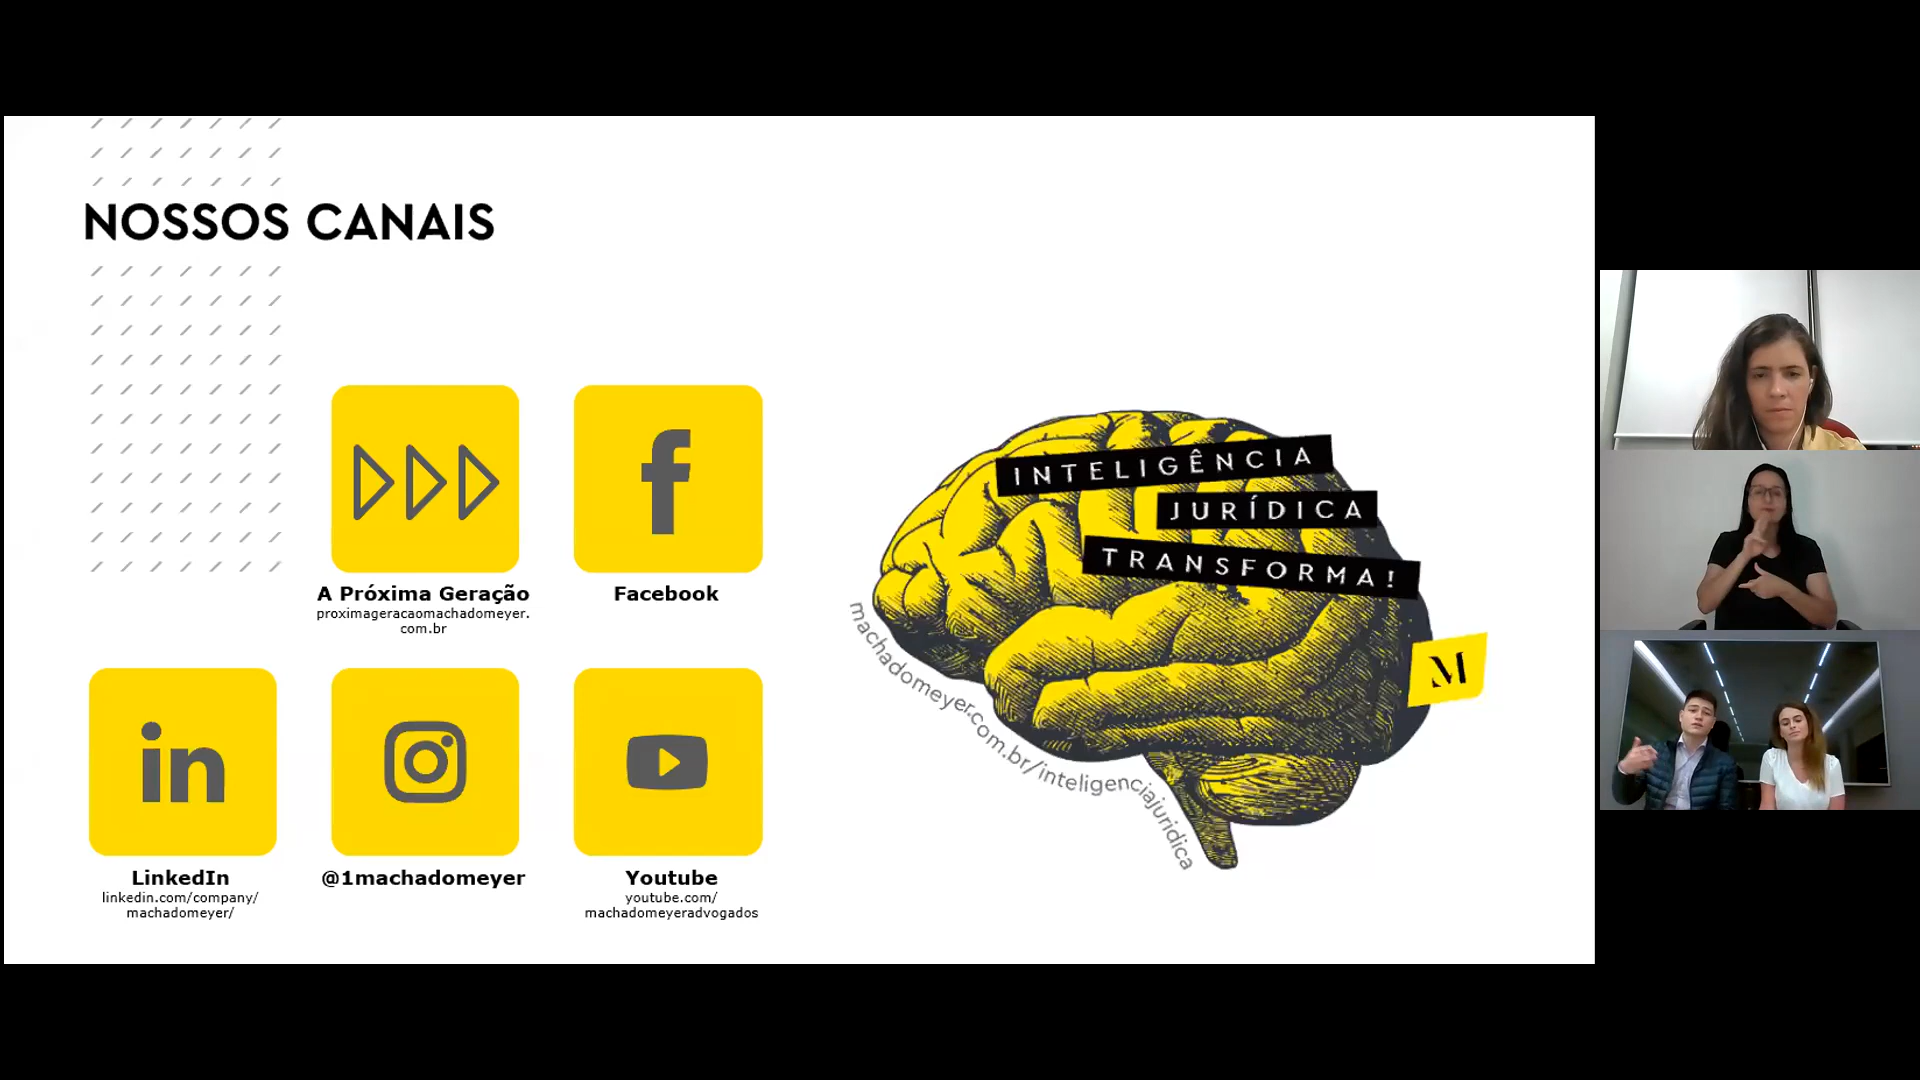 NOSSOS CANAIS
A Próxima Geração
proximageracaomachadomeyer.
com.br
f
Facebook
in
LinkedIn
linkedin.com/company/
machadomeyer/
@1machadomeyer
Youtube
youtube.com/
machadomeyeradvogados
INTELIGÊNCIA
JURÍDICA
TRANSFORMA!
M
machadomeyer.com.br/inteligenciajuridica